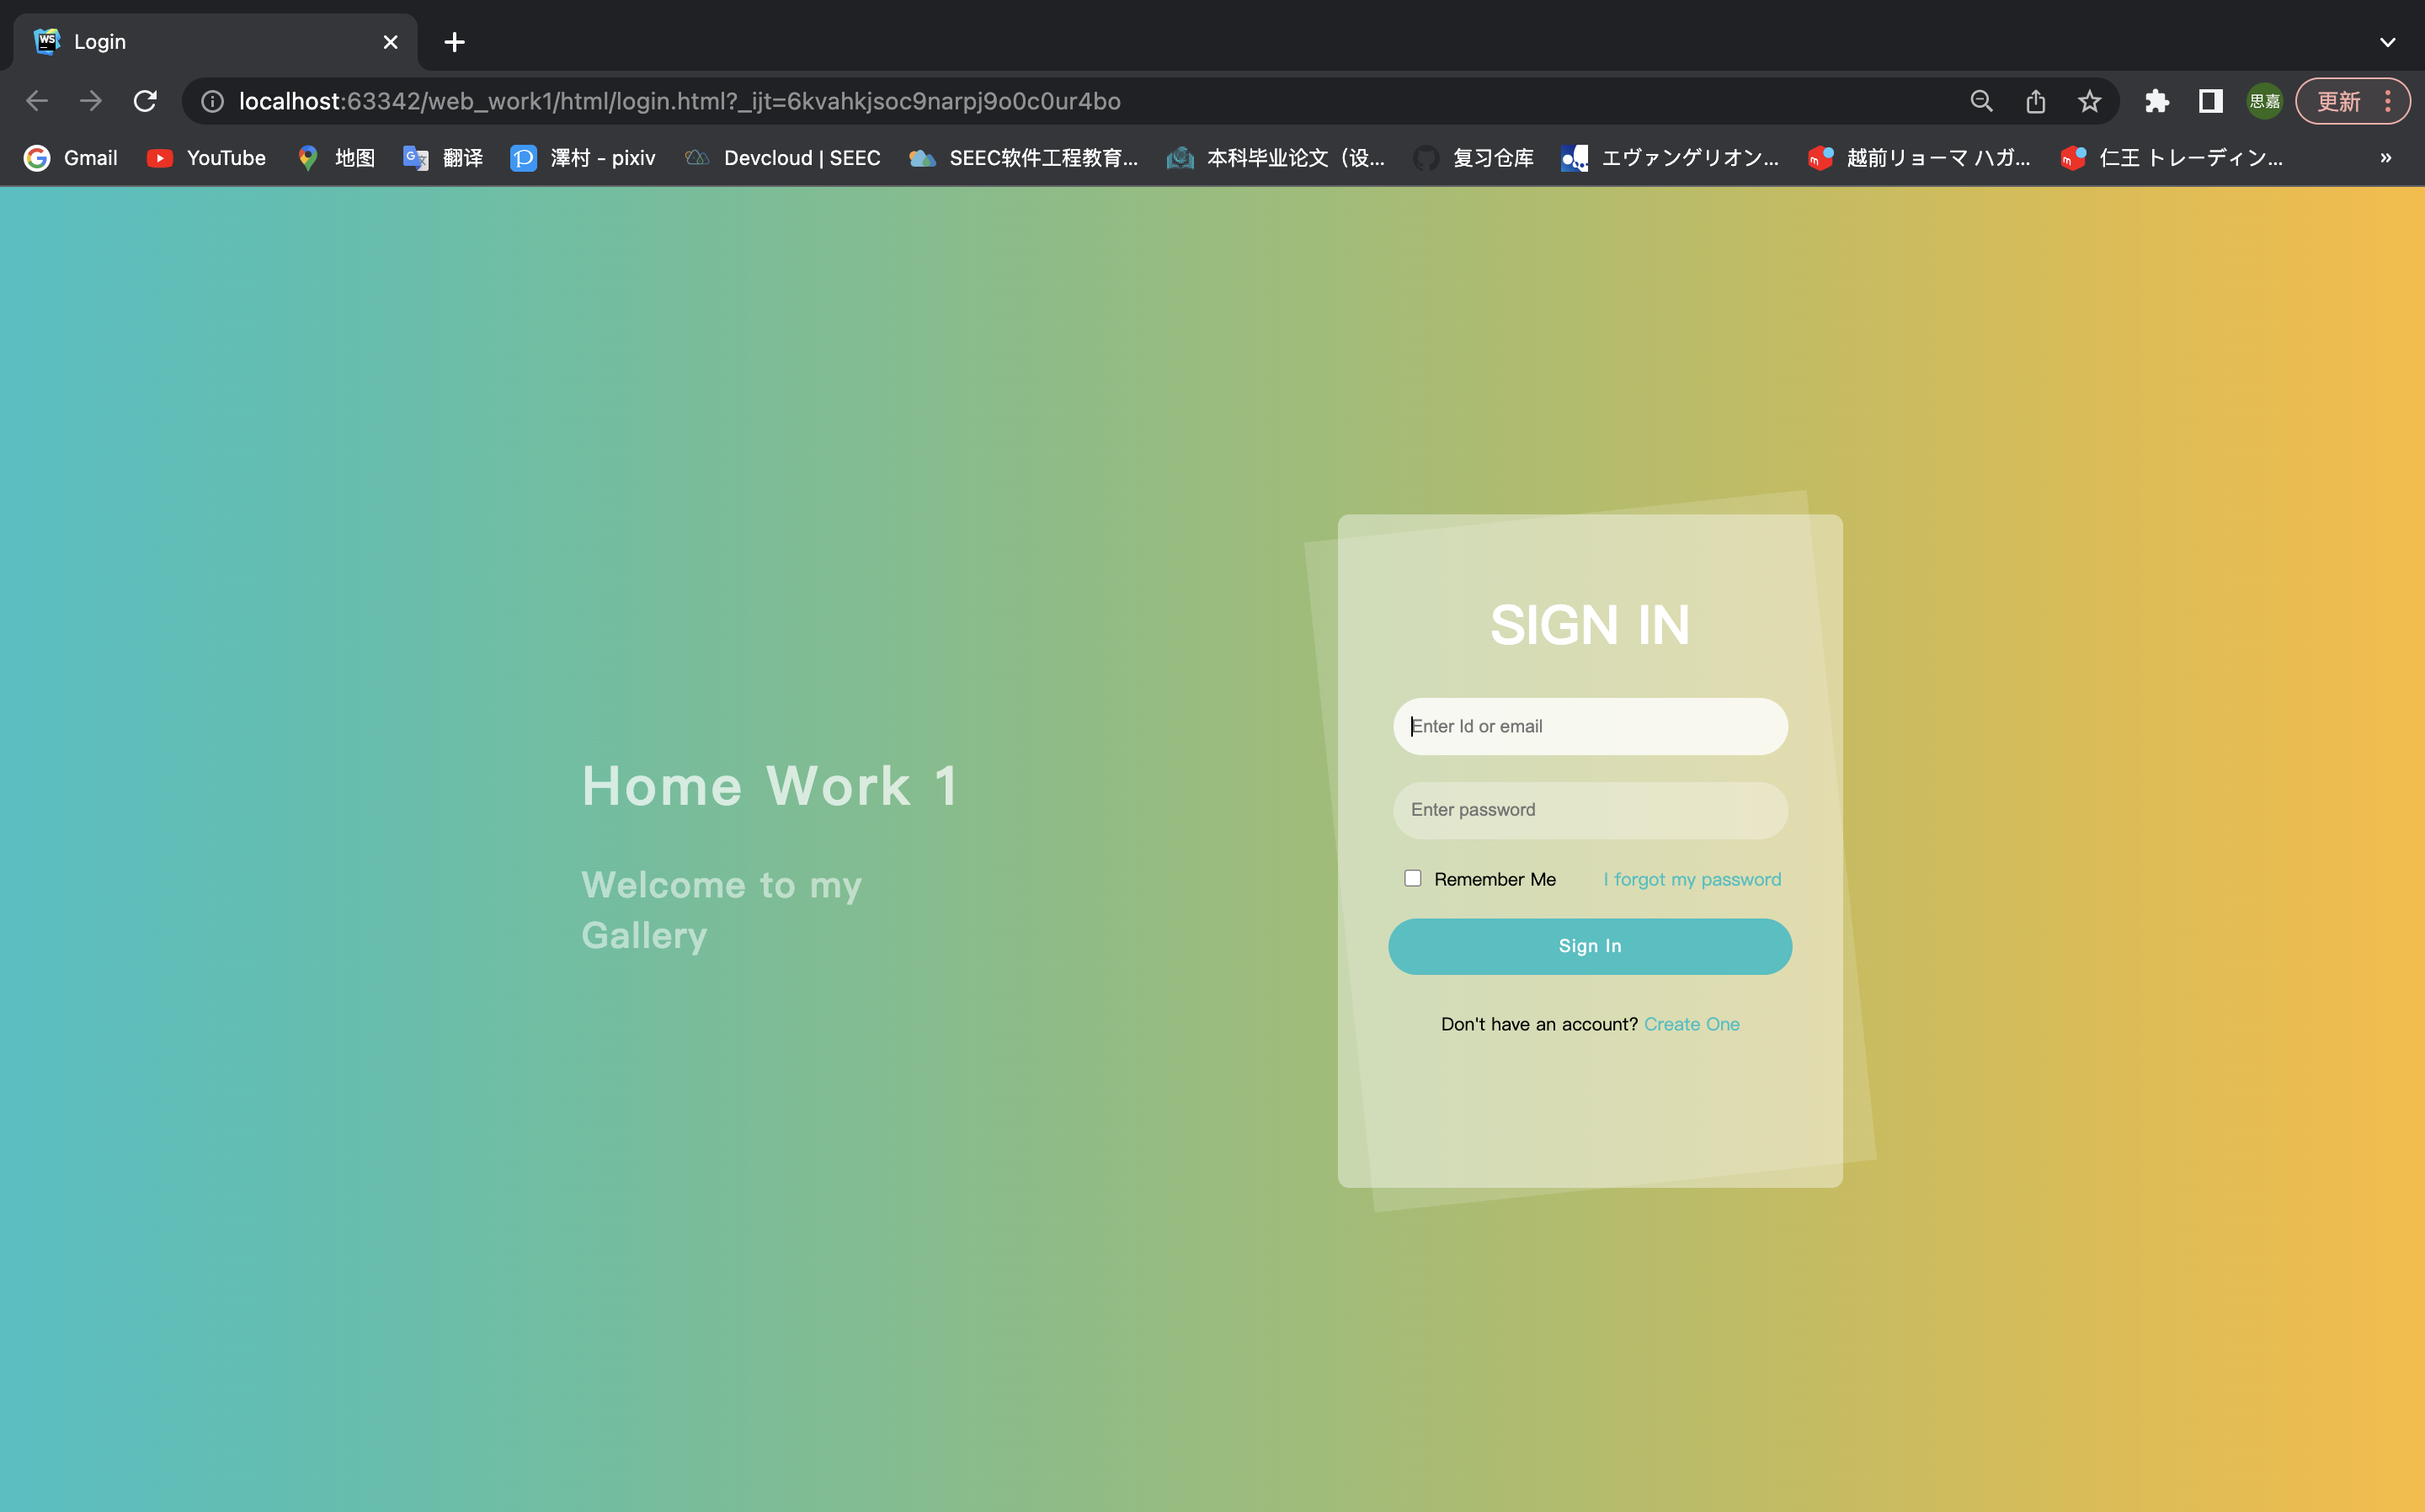 WS Login
localhost:63342/web_work1/html/login.html?_ijt=6kvahkjsoc9narpj9o0c0ur4bo 思嘉 更新
Gmail YouTube 地图 翻译 澤村 - pixiv Devcloud | SEEC SEEC软件工程教育... 本科毕业论文（设... 复习仓库 エヴァンゲリオン... 越前リョーマ ハガ... 仁王 トレーディン... »
Home Work 1
Welcome to my
Gallery
SIGN IN
Enter Id or email
Enter password
Remember Me I forgot my password
Sign In
Don't have an account? Create One